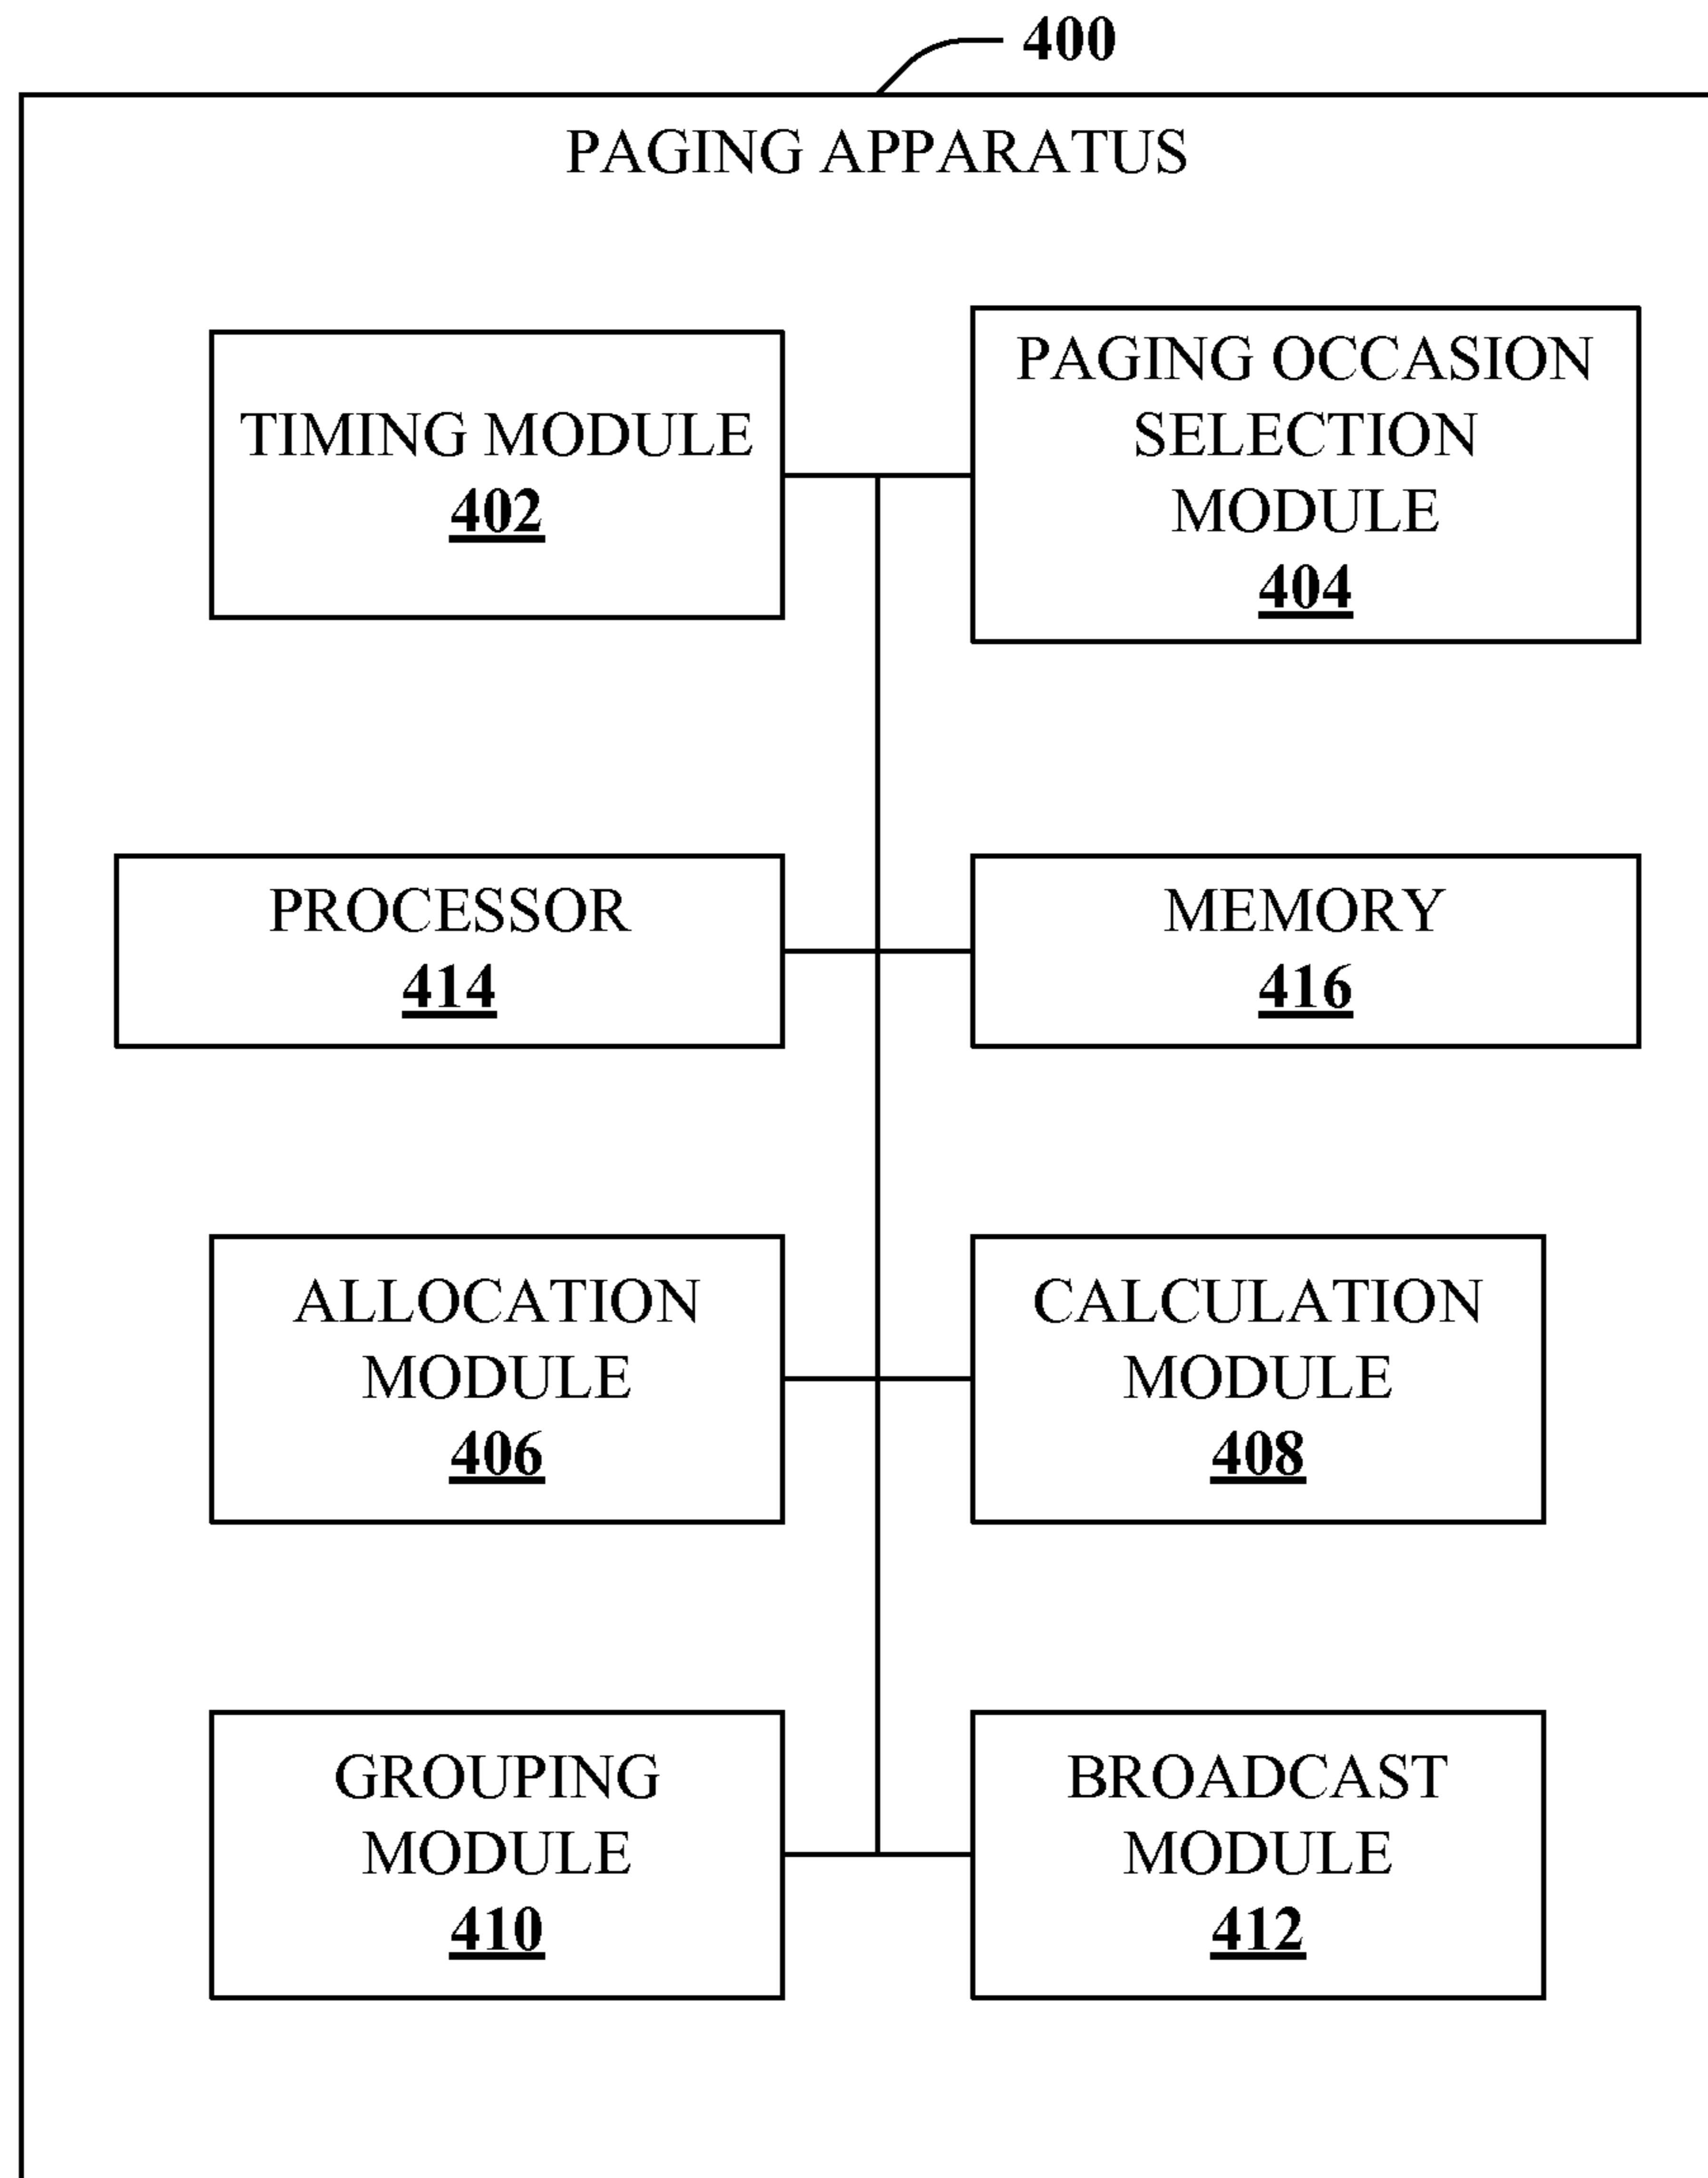 400
PAGING APPARATUS
TIMING MODULE
402
PAGING OCCASION
SELECTION
MODULE
404
PROCESSOR
414
MEMORY
416
ALLOCATION
MODULE
406
CALCULATION
MODULE
408
GROUPING
MODULE
410
BROADCAST
MODULE
412